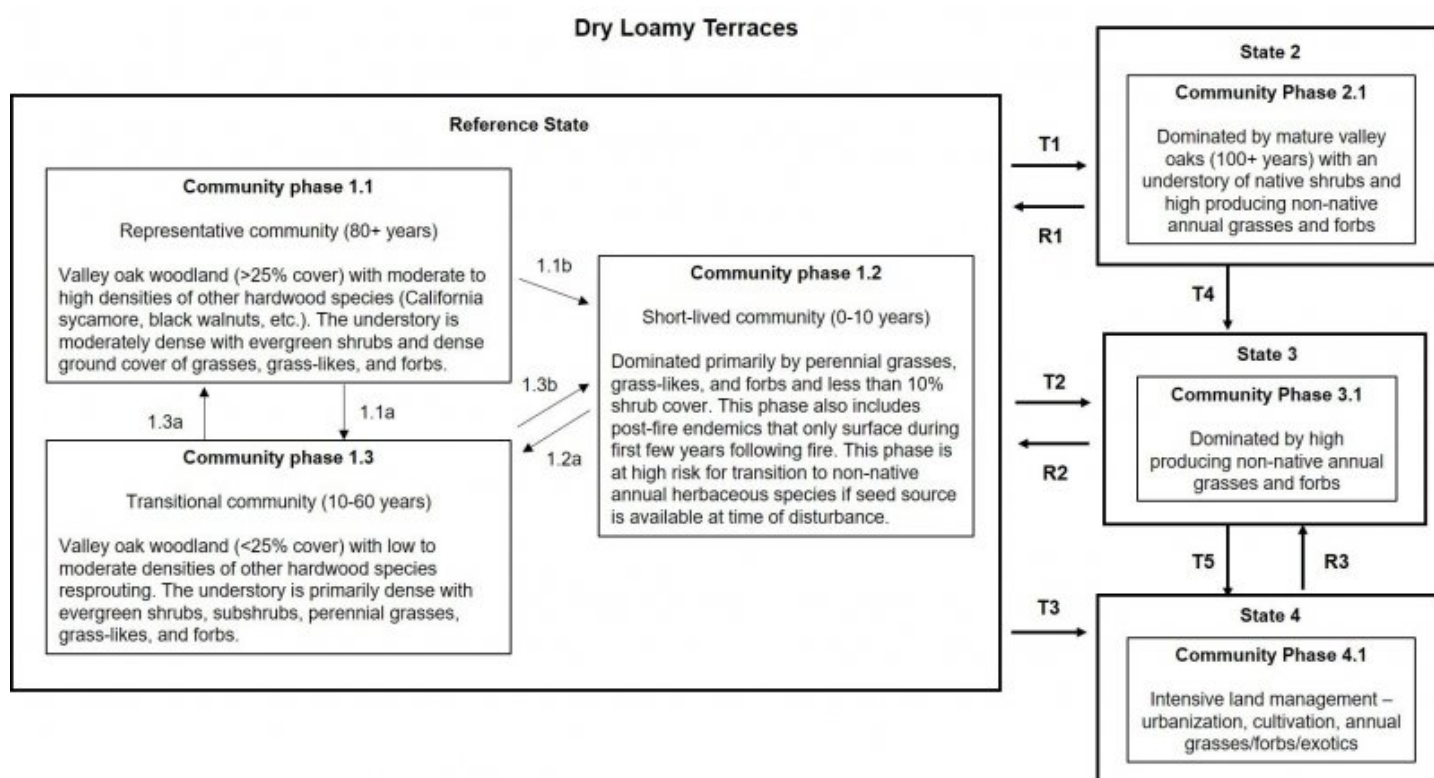 Dry Loamy Terraces
Reference State
Community phase 1.1
Representative community (80+ years)
Valley oak woodland (>25% cover) with moderate to
high densities of other hardwood species (California
sycamore, black walnuts, etc.). The understory is
moderately dense with evergreen shrubs and dense
ground cover of grasses, grass-likes, and forbs.
1.1b
1.3a
1.1a
1.3b
1.2a
Community phase 1.2
Short-lived community (0-10 years)
Dominated primarily by perennial grasses,
grass-likes, and forbs and less than 10%
shrub cover. This phase also includes
post-fire endemics that only surface during
first few years following fire. This phase is
at high risk for transition to non-native
annual herbaceous species if seed source
is available at time of disturbance.
Community phase 1.3
Transitional community (10-60 years)
Valley oak woodland (<25% cover) with low to
moderate densities of other hardwood species
resprouting. The understory is primarily dense with
evergreen shrubs, subshrubs, perennial grasses,
grass-likes, and forbs.
T1
R1
T2
R2
T3
State 2
Community Phase 2.1
Dominated by mature valley
oaks (100+ years) with an
understory of native shrubs and
high producing non-native
annual grasses and forbs
T4
State 3
Community Phase 3.1
Dominated by high
producing non-native annual
grasses and forbs
T5
R3
State 4
Community Phase 4.1
Intensive land management –
urbanization, cultivation, annual
grasses/forbs/exotics